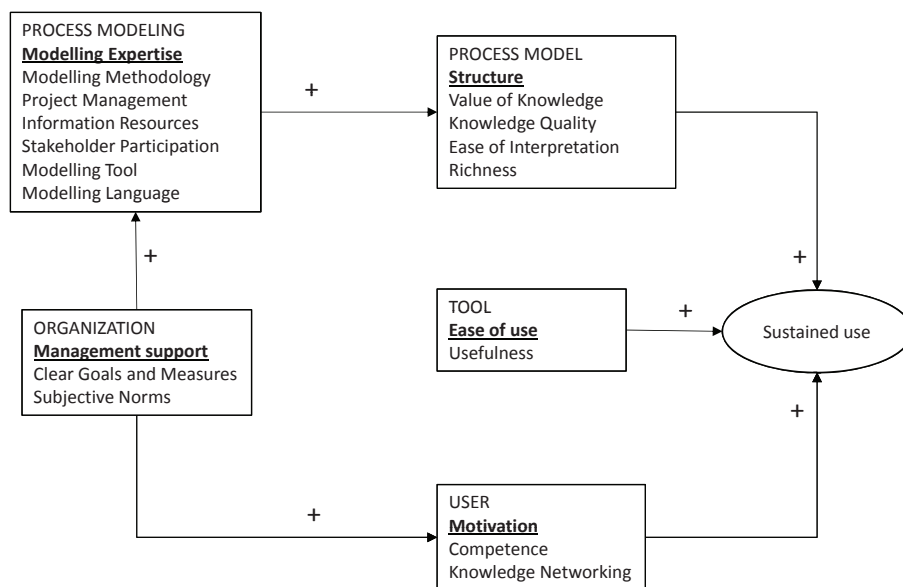 PROCESS MODELING
Modelling Expertise
Modelling Methodology
Project Management
Information Resources
Stakeholder Participation
Modelling Tool
Modelling Language
+
PROCESS MODEL
Structure
Value of Knowledge
Knowledge Quality
Ease of Interpretation
Richness
+
+
ORGANIZATION
Management support
Clear Goals and Measures
Subjective Norms
TOOL
Ease of use
Usefulness
+
Sustained use
+
+
USER
Motivation
Competence
Knowledge Networking